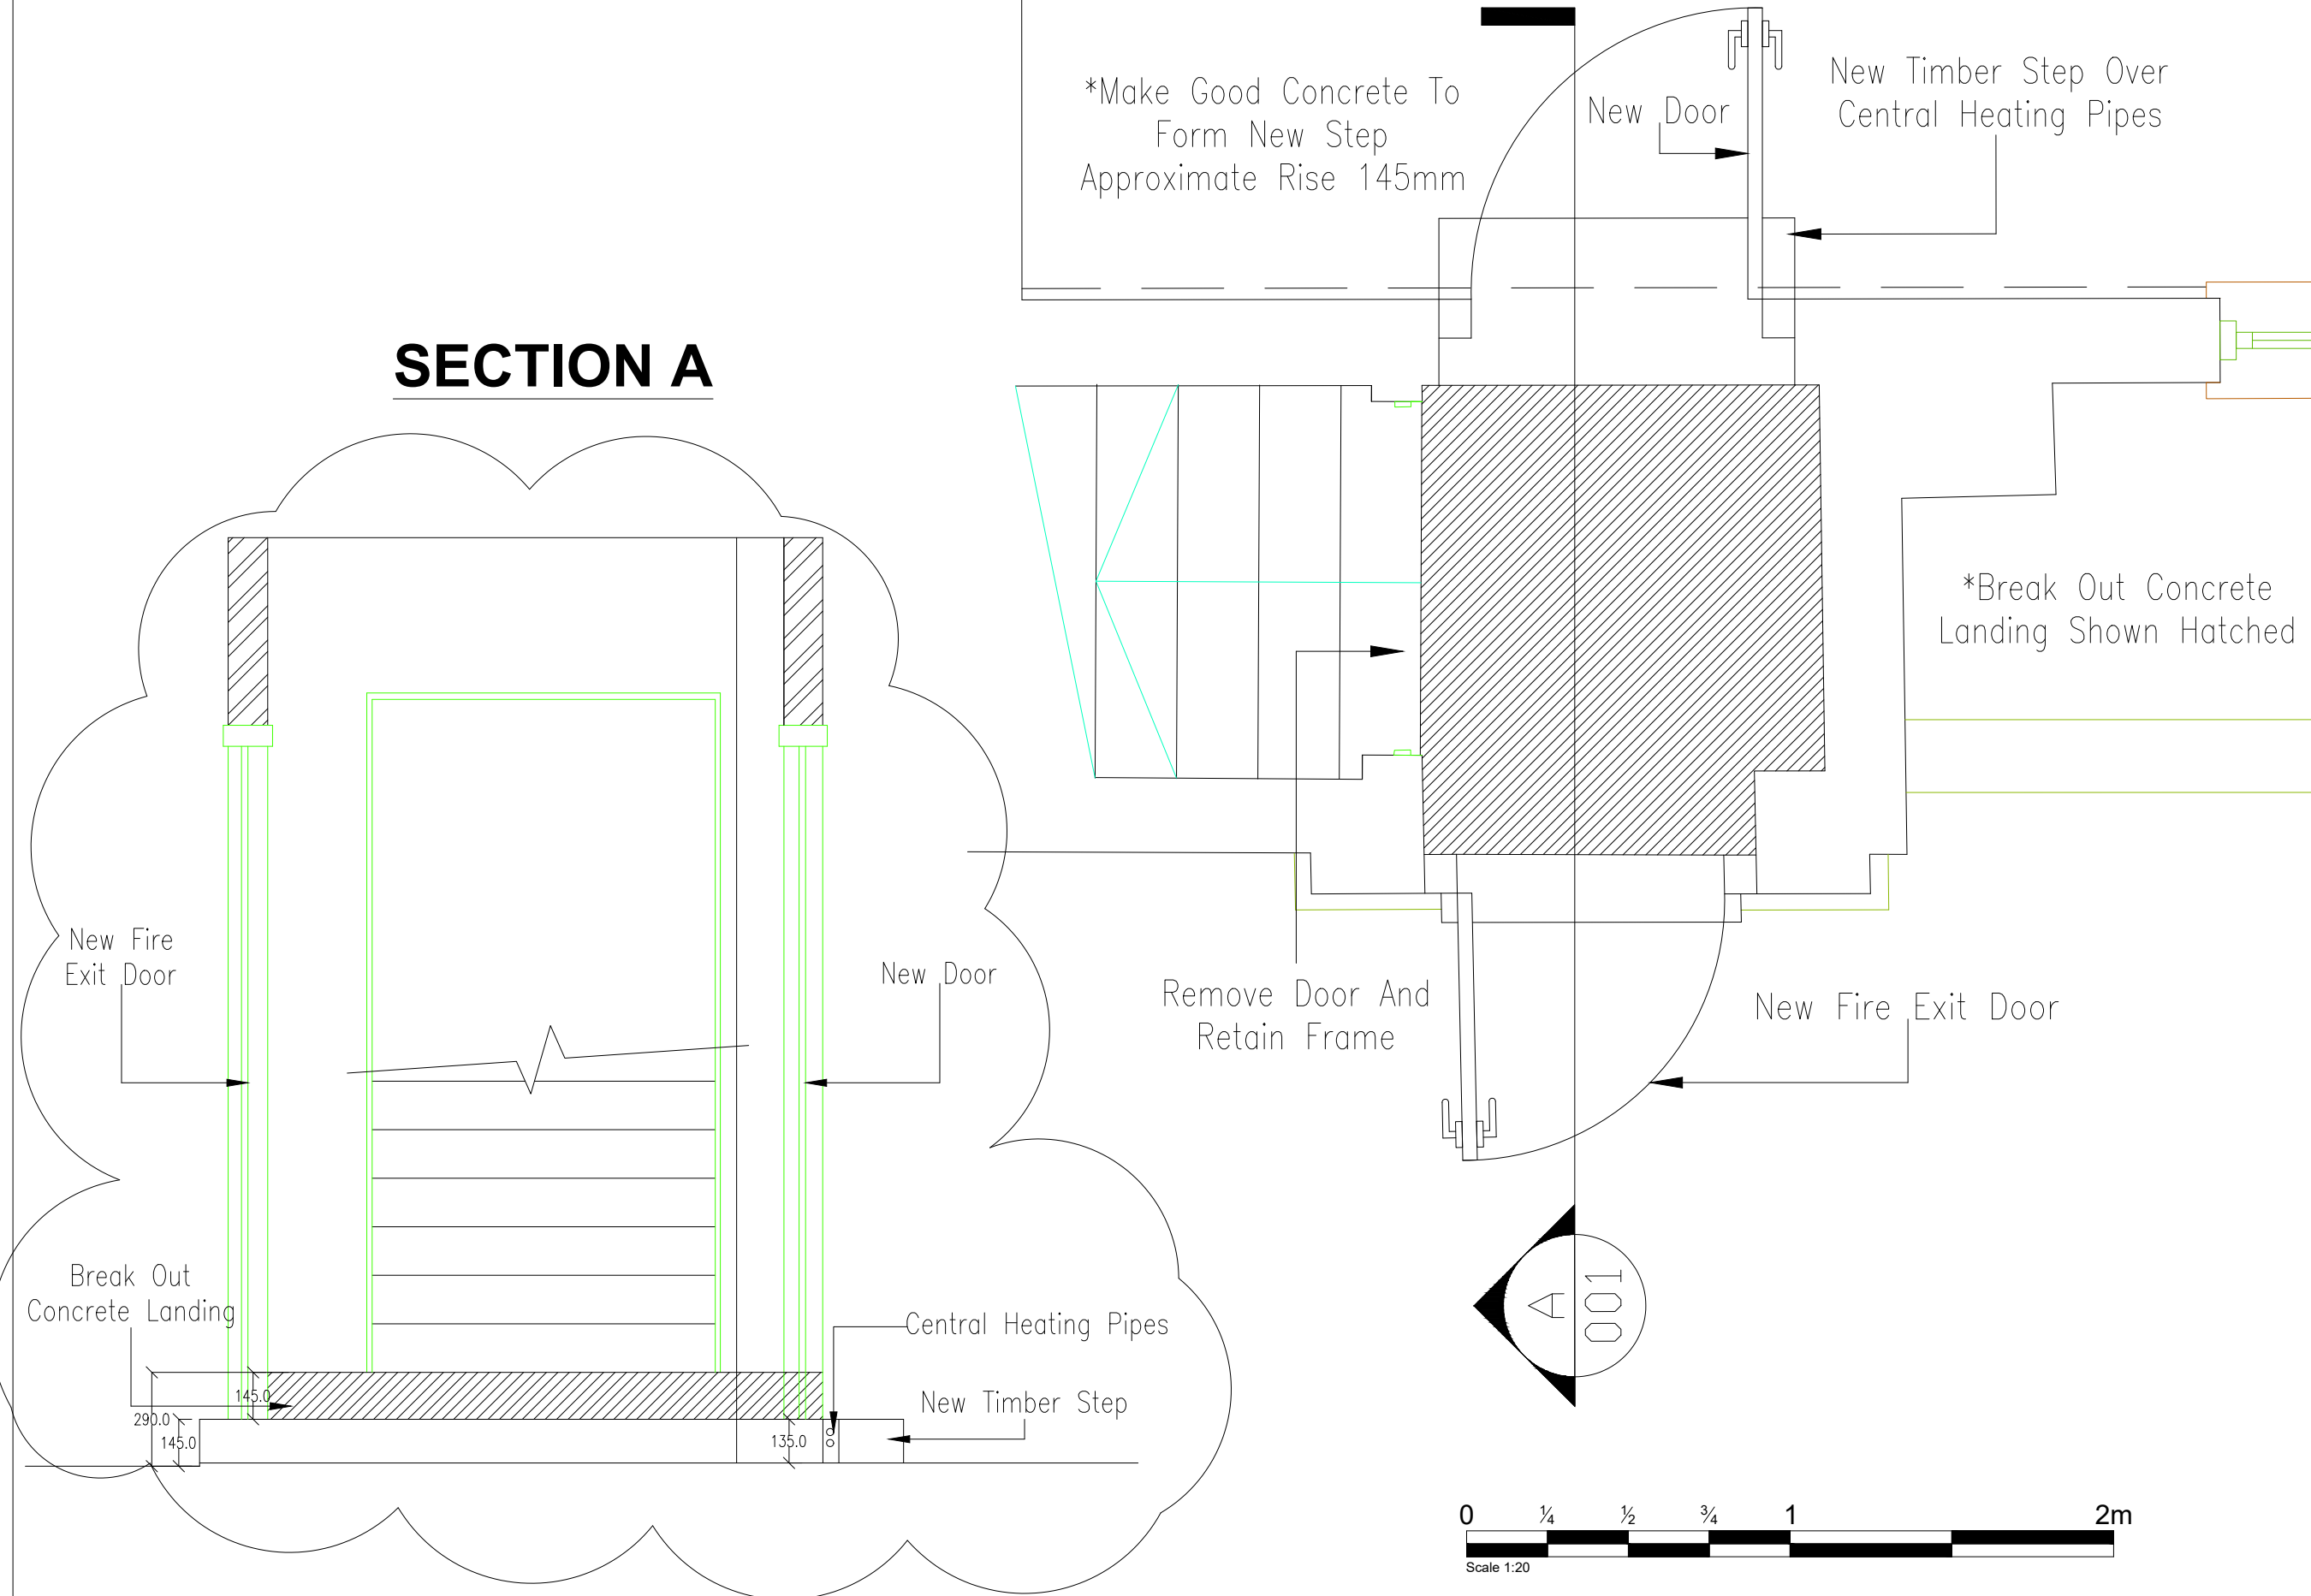 *Make Good Concrete To
Form New Step
Approximate Rise 145mm
New Door
New Timber Step Over
Central Heating Pipes
SECTION A
*Break Out Concrete
Landing Shown Hatched
New Fire
Exit Door
New Door
Remove Door And
Retain Frame
New Fire Exit Door
Break Out
Concrete Landing
Central Heating Pipes
New Timber Step
145.0
290.0
145.0
135.0
A
001
0 ¼ ½ ¾ 1 2m
Scale 1:20